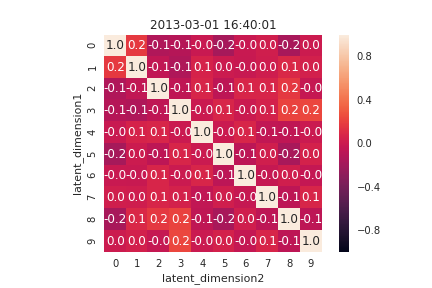 2013-03-01 16:40:01
latent_dimension1
0 1.0 0.2 -0.1 -0.1 -0.0 -0.2 -0.0 0.0 -0.2 0.0
1 0.2 1.0 -0.1 -0.1 0.1 0.0 -0.0 0.0 0.1 0.0
2 -0.1 -0.1 1.0 -0.1 0.1 -0.1 0.1 0.1 0.2 -0.0
3 -0.1 -0.1 -0.1 1.0 -0.0 0.1 -0.0 0.1 0.2 0.2
4 -0.0 0.1 0.1 -0.0 1.0 -0.0 0.1 -0.1 -0.1 -0.0
5 -0.2 0.0 -0.1 0.1 -0.0 1.0 -0.1 0.0 -0.2 0.0
6 -0.0 -0.0 0.1 -0.0 0.1 -0.1 1.0 -0.0 0.0 -0.0
7 0.0 0.0 0.1 0.1 -0.1 0.0 -0.0 1.0 -0.1 0.1
8 -0.2 0.1 0.2 0.2 -0.1 -0.2 0.0 -0.1 1.0 -0.1
9 0.0 0.0 -0.0 0.2 -0.0 0.0 -0.0 0.1 -0.1 1.0
0 1 2 3 4 5 6 7 8 9
latent_dimension2
0.8
0.4
0.0
−0.4
−0.8